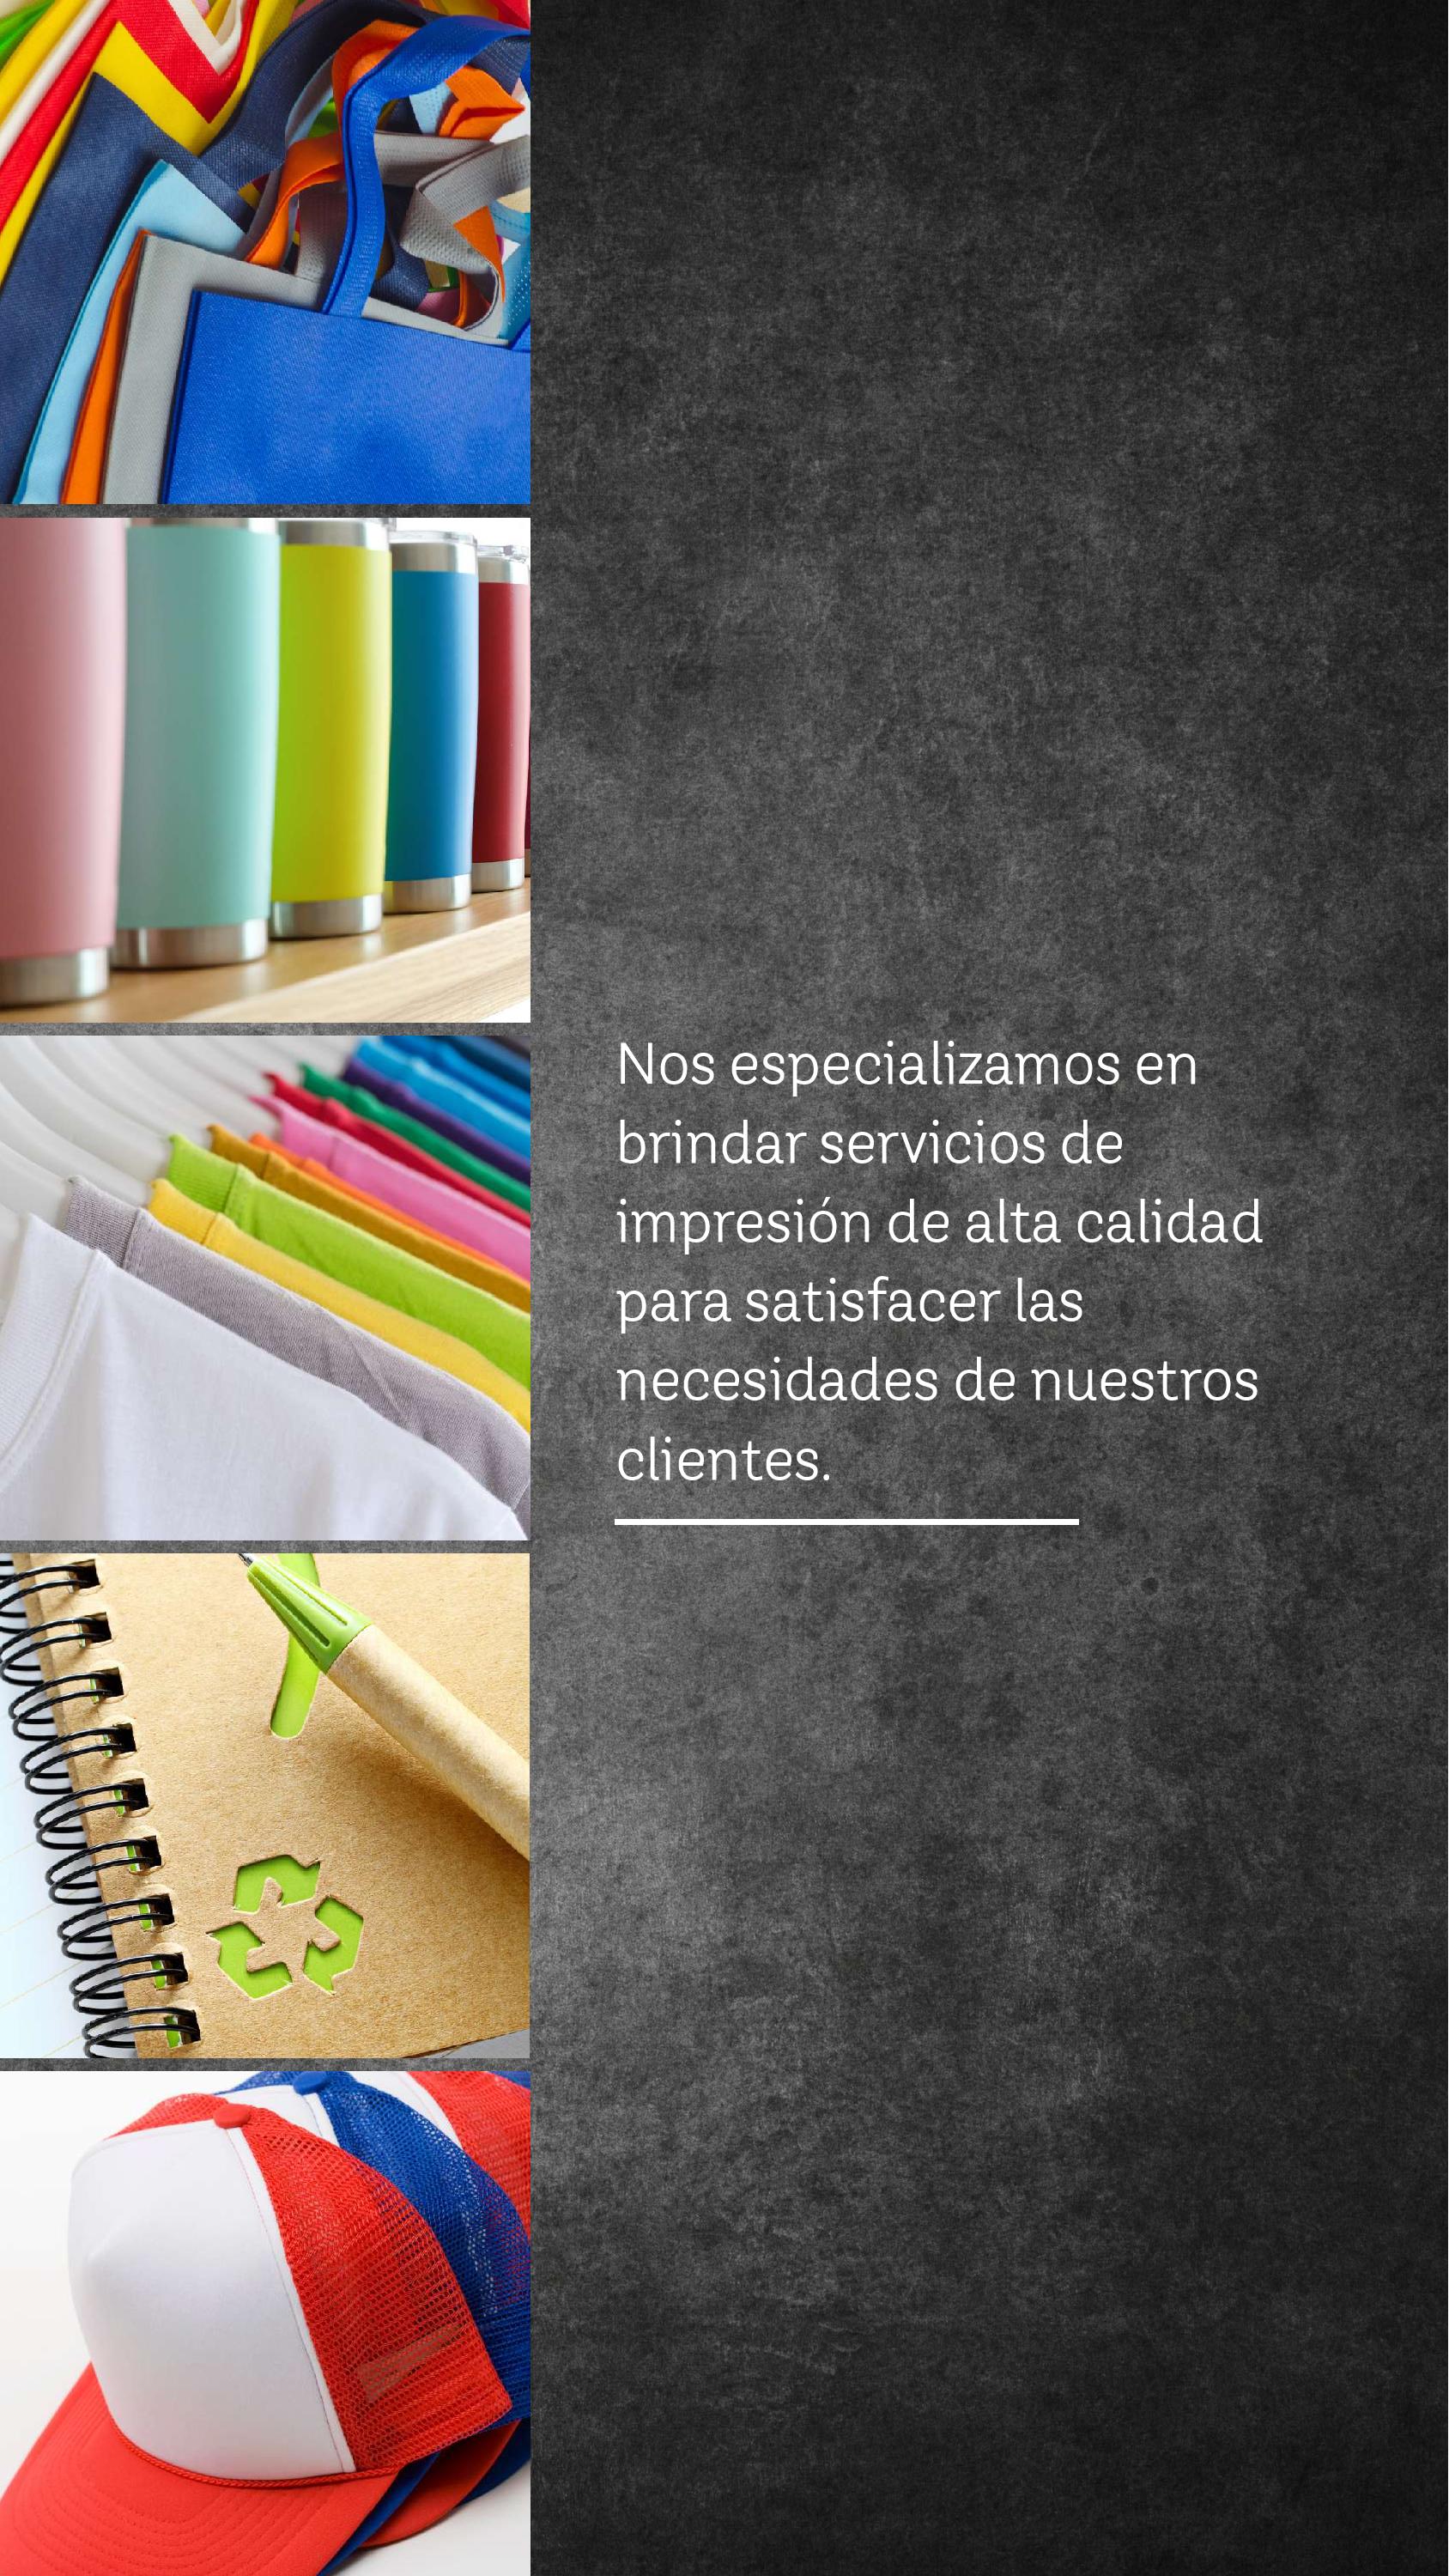 Nos especializamos en
brindar servicios de
impresión de alta calidad
para satisfacer las
necesidades de nuestros
clientes.